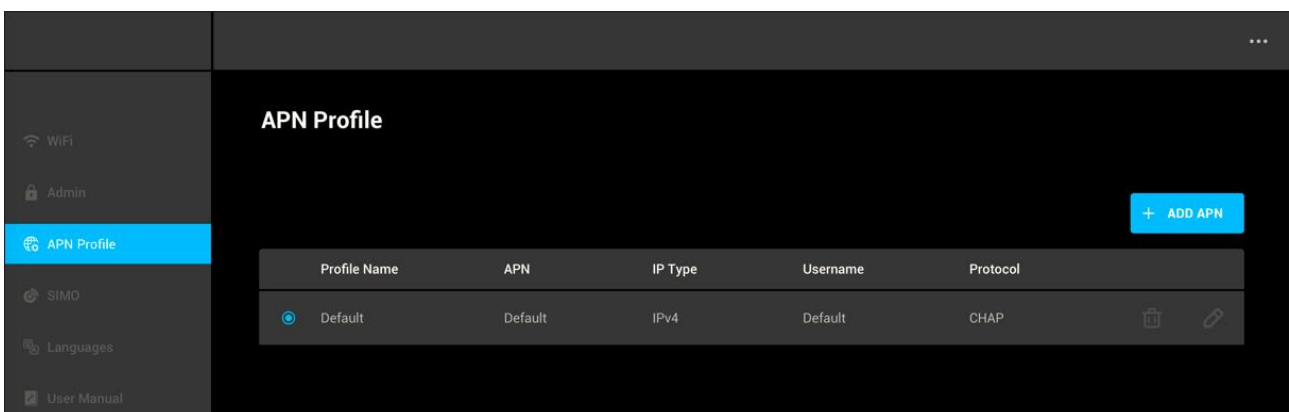 •••
WiFi
Admin
APN Profile
SIMO
Languages
User Manual
APN Profile
+ ADD APN
Profile Name APN IP Type Username Protocol
Default Default IPv4 Default CHAP